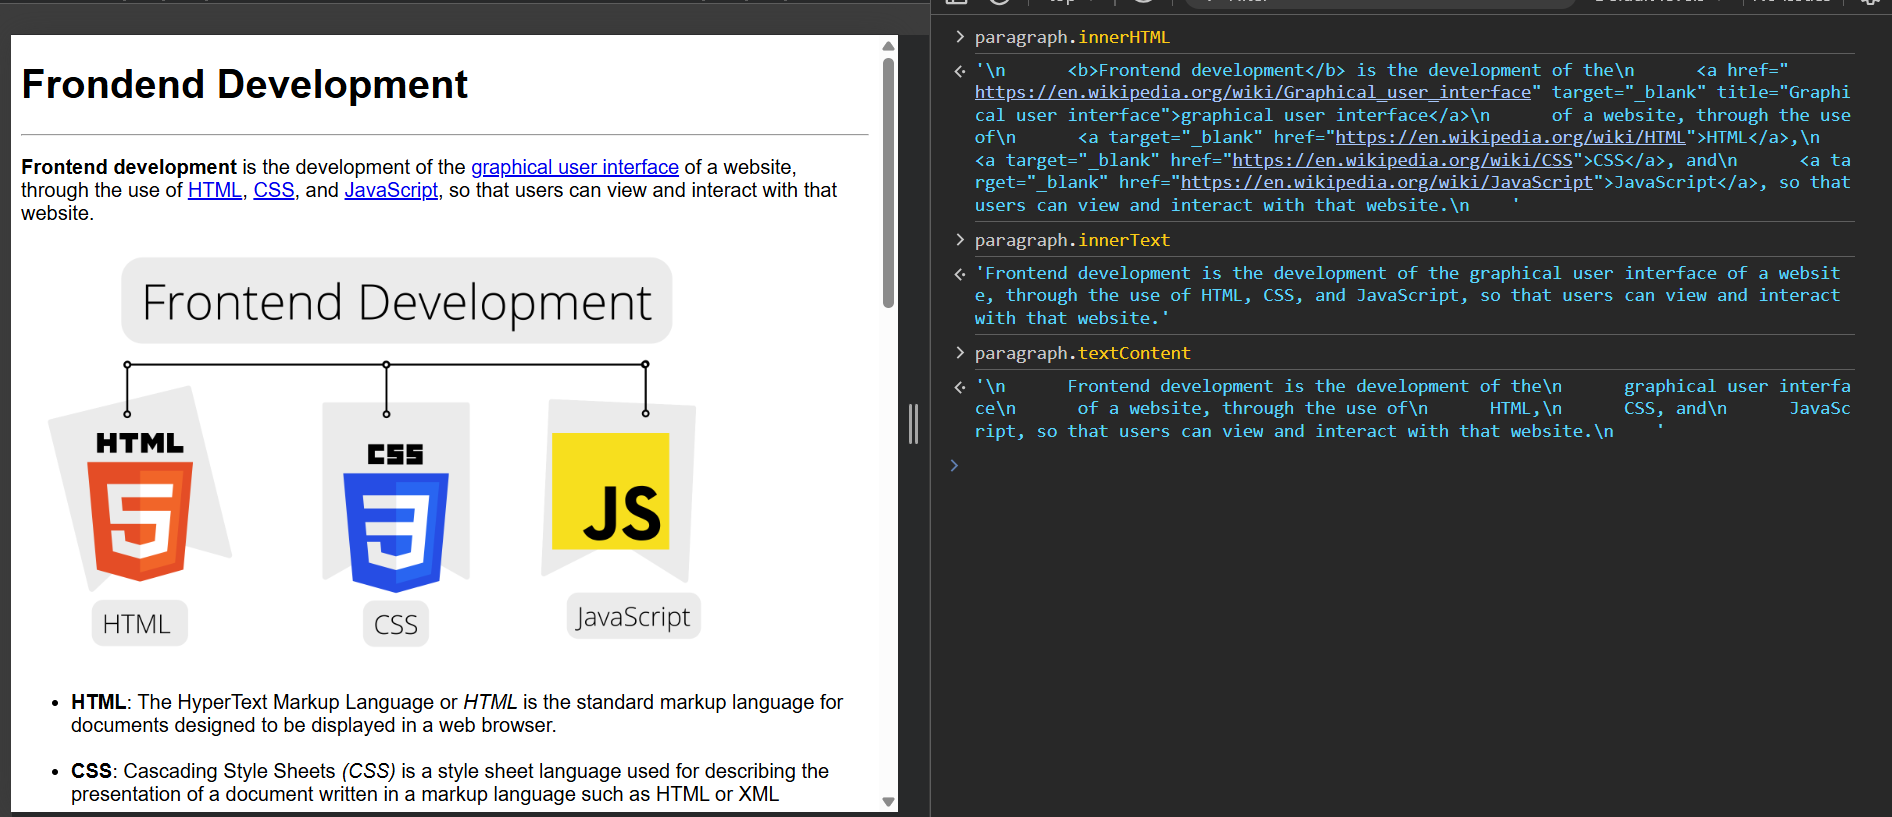 Frondend Development
Frontend development is the development of the graphical user interface of a website,
through the use of HTML, CSS, and JavaScript, so that users can view and interact with that
website.
Frontend Development
HTML
CSS
JS
HTML
CSS
JavaScript
• HTML: The HyperText Markup Language or HTML is the standard markup language for
documents designed to be displayed in a web browser.
• CSS: Cascading Style Sheets (CSS) is a style sheet language used for describing the
presentation of a document written in a markup language such as HTML or XML
> paragraph.innerHTML
'\n      <b>Frontend development</b> is the development of the\n      <a href="
https://en.wikipedia.org/wiki/Graphical_user_interface" target="_blank" title="Graphi
cal user interface">graphical user interface</a>\n      of a website, through the use
of\n      <a target="_blank" href="https://en.wikipedia.org/wiki/HTML">HTML</a>,\n
<a target="_blank" href="https://en.wikipedia.org/wiki/CSS">CSS</a>, and\n      <a ta
rget="_blank" href="https://en.wikipedia.org/wiki/JavaScript">JavaScript</a>, so that
users can view and interact with that website.\n    '
> paragraph.innerText
'Frontend development is the development of the graphical user interface of a websit
e, through the use of HTML, CSS, and JavaScript, so that users can view and interact
with that website.'
> paragraph.textContent
'\n      Frontend development is the development of the\n      graphical user interfa
ce\n      of a website, through the use of\n      HTML,\n      CSS, and\n      JavaSc
ript, so that users can view and interact with that website.\n    '
>